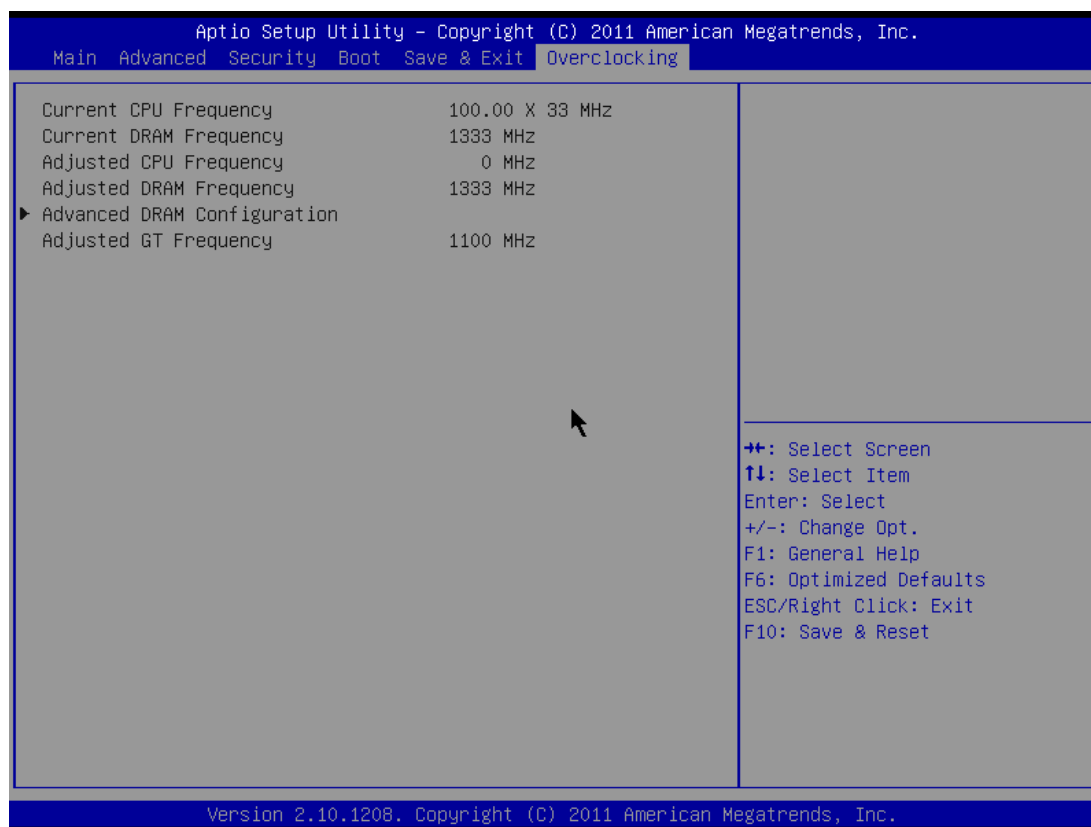 Aptio Setup Utility – Copyright (C) 2011 American Megatrends, Inc.
Main Advanced Security Boot Save & Exit Overclocking
Current CPU Frequency 100.00 X 33 MHz
Current DRAM Frequency 1333 MHz
Adjusted CPU Frequency 0 MHz
Adjusted DRAM Frequency 1333 MHz
▶ Advanced DRAM Configuration
Adjusted GT Frequency 1100 MHz
→←: Select Screen
↑↓: Select Item
Enter: Select
+/-: Change Opt.
F1: General Help
F6: Optimized Defaults
ESC/Right Click: Exit
F10: Save & Reset
Version 2.10.1208. Copyright (C) 2011 American Megatrends, Inc.